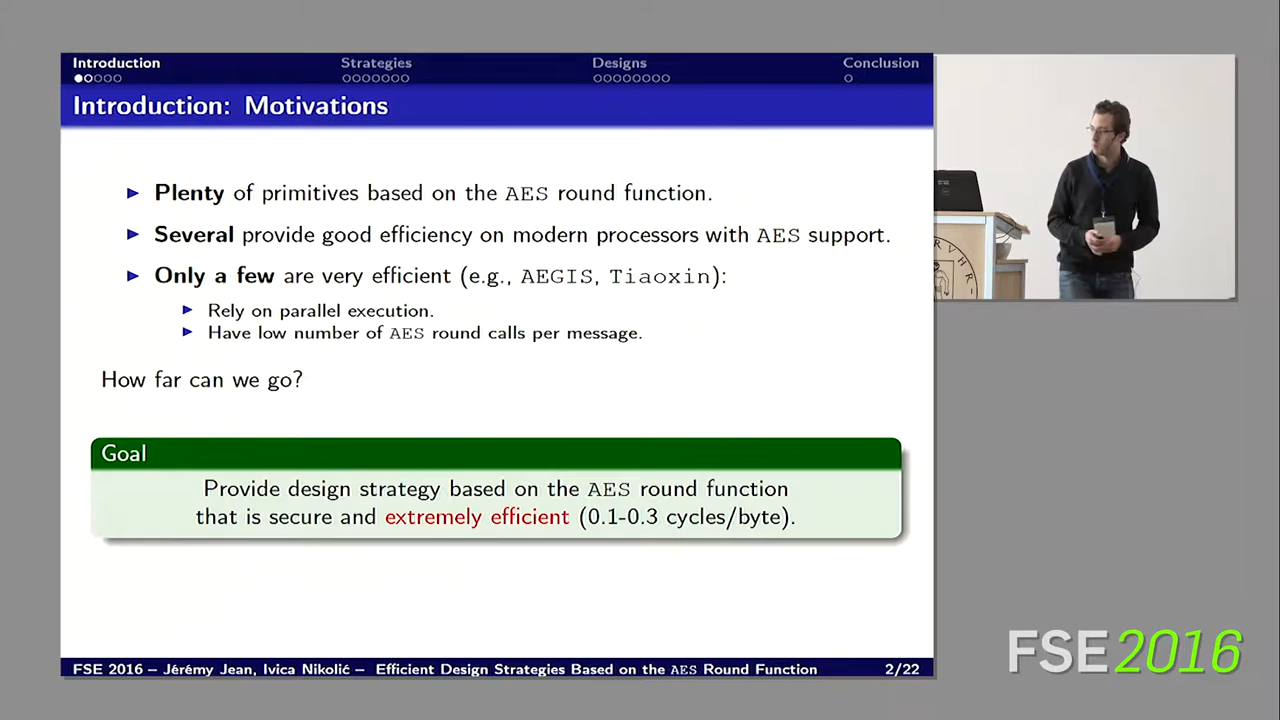 Introduction Strategies Designs Conclusion
Introduction: Motivations
Plenty of primitives based on the AES round function.
Several provide good efficiency on modern processors with AES support.
Only a few are very efficient (e.g., AEGIS, Tiaoxin):
Rely on parallel execution.
Have low number of AES round calls per message.
How far can we go?
Goal
Provide design strategy based on the AES round function
that is secure and extremely efficient (0.1-0.3 cycles/byte).
FSE 2016 – Jérémy Jean, Ivica Nikolić – Efficient Design Strategies Based on the AES Round Function 2/22
FSE2016